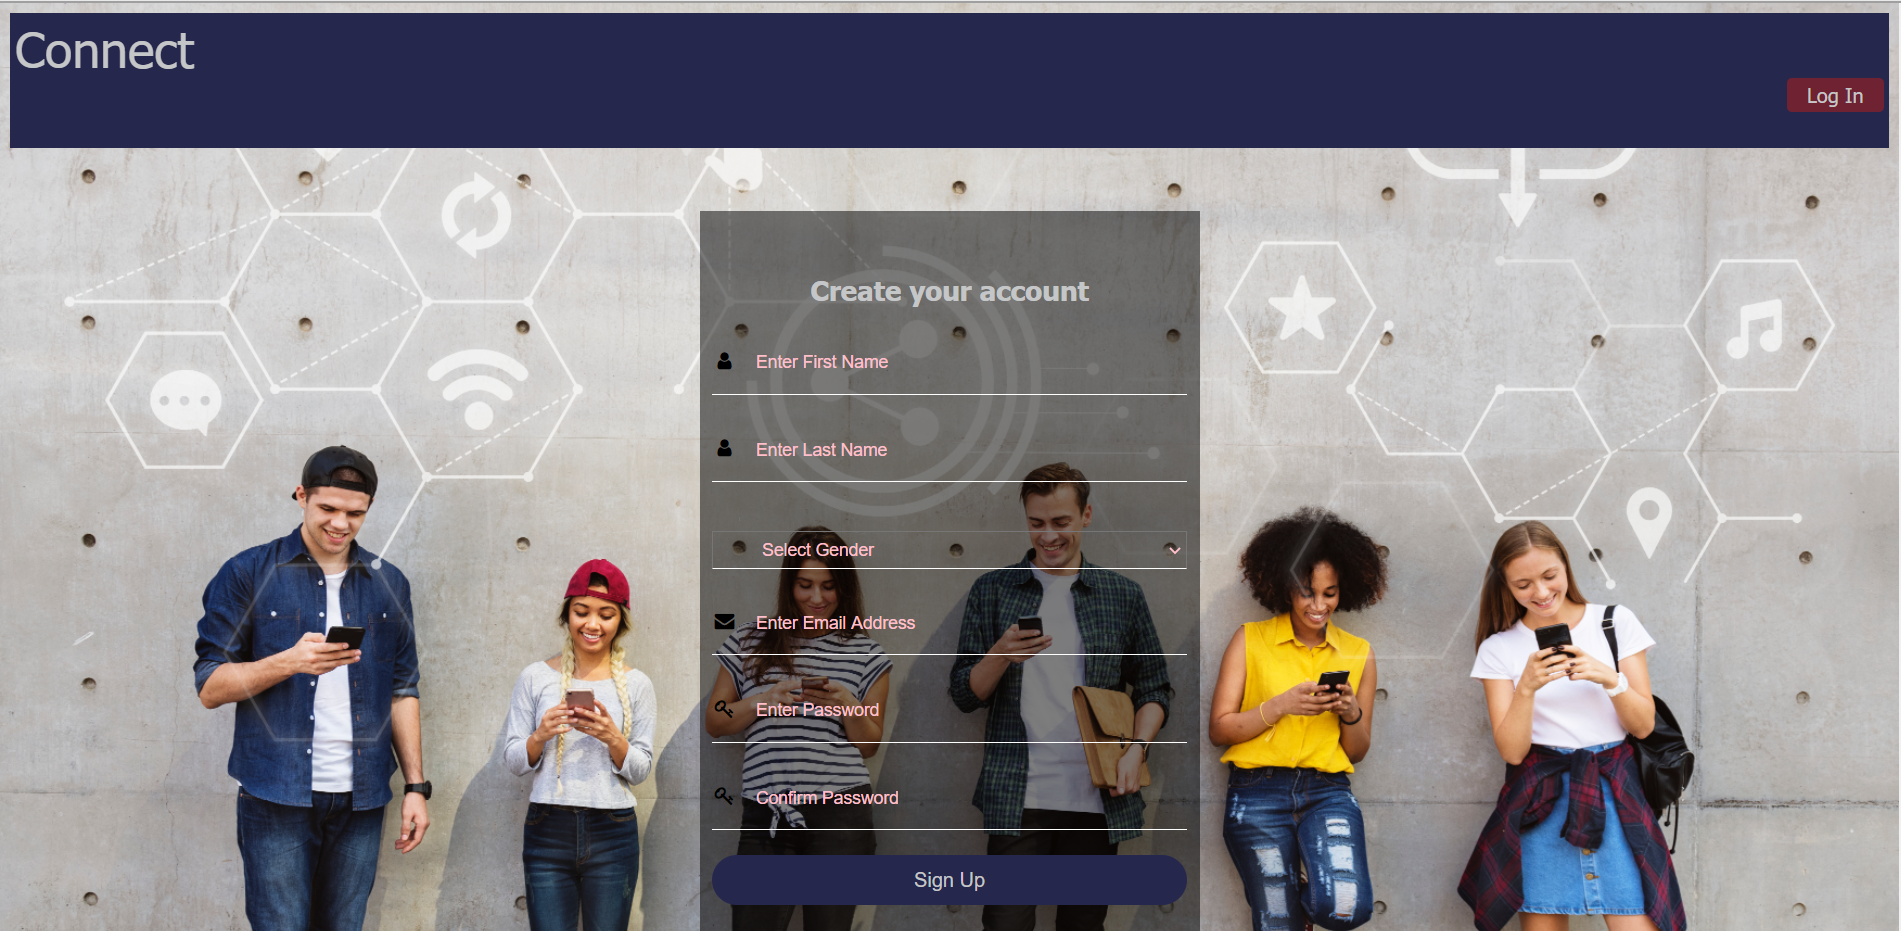 Connect
Log In
Create your account
Enter First Name
Enter Last Name
Select Gender
Enter Email Address
Enter Password
Confirm Password
Sign Up